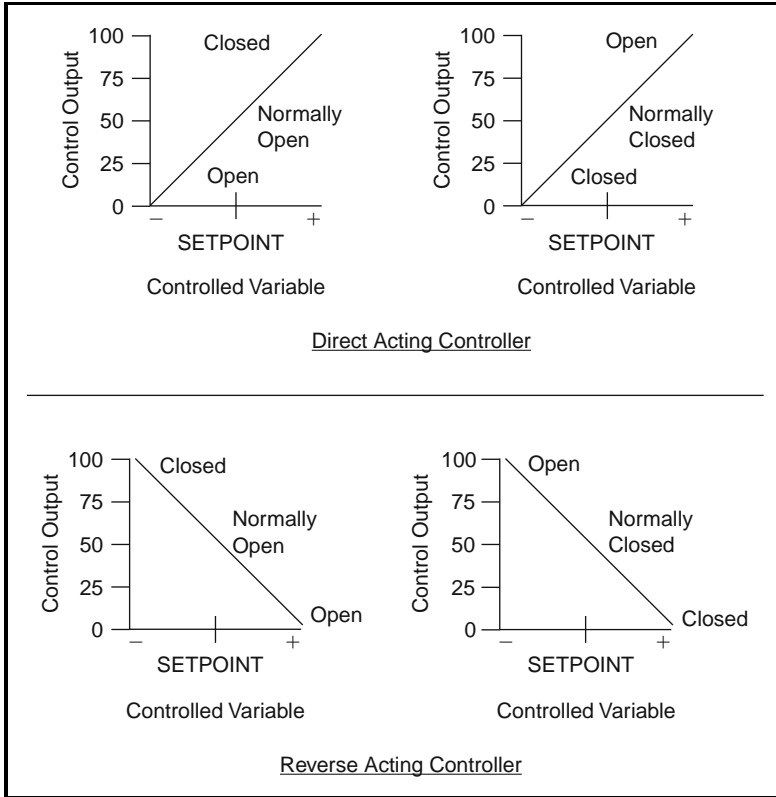 Control Output
100
75
50
25
0
Closed
Normally
Open
Open
− +
SETPOINT
Controlled Variable
Control Output
100
75
50
25
0
Open
Normally
Closed
Closed
− +
SETPOINT
Controlled Variable
Direct Acting Controller
Control Output
100
75
50
25
0
Closed
Normally
Open
Open
− +
SETPOINT
Controlled Variable
Control Output
100
75
50
25
0
Open
Normally
Closed
Closed
− +
SETPOINT
Controlled Variable
Reverse Acting Controller